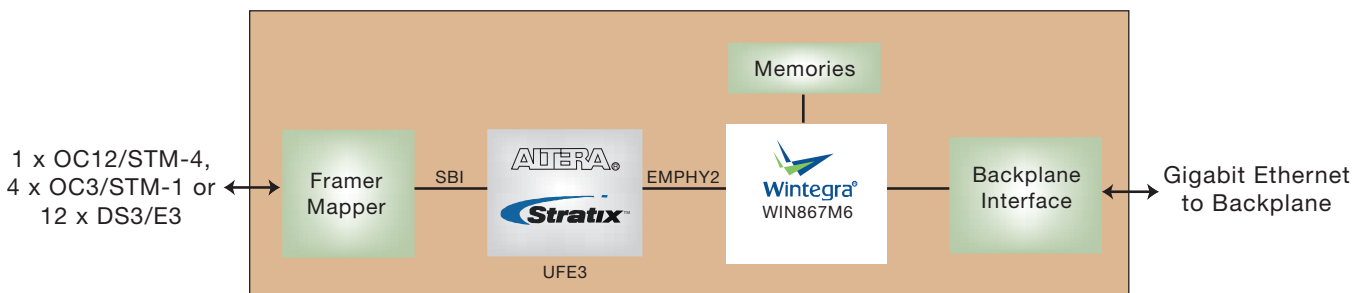 1 x OC12/STM-4,
4 x OC3/STM-1 or
12 x DS3/E3
Framer
Mapper
SBI
ALTERA®
Stratix™
UFE3
EMPHY2
Memories
Wintegra®
WIN867M6
Backplane
Interface
Gigabit Ethernet
to Backplane